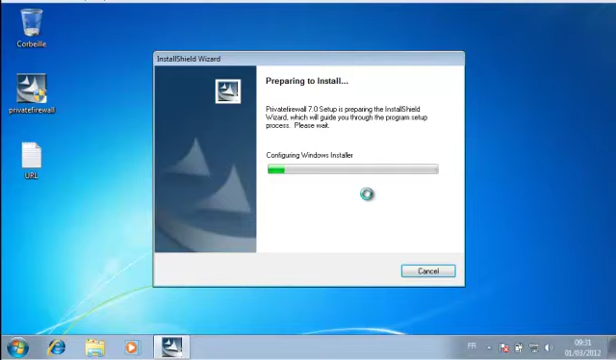 Corbeille
privatefirewall
URL
InstallShield Wizard
Preparing to Install...
Privatefirewall 7.0 Setup is preparing the InstallShield
Wizard, which will guide you through the program setup
process. Please wait.
Configuring Windows Installer
Cancel
FR
09:31
01/03/2012